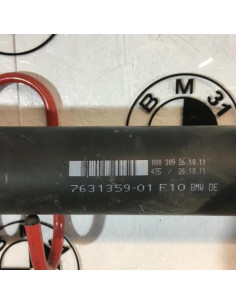 B M 31
000 309 26.10.11
435 / 26.10.11
7631359-01 F10 BMW DE